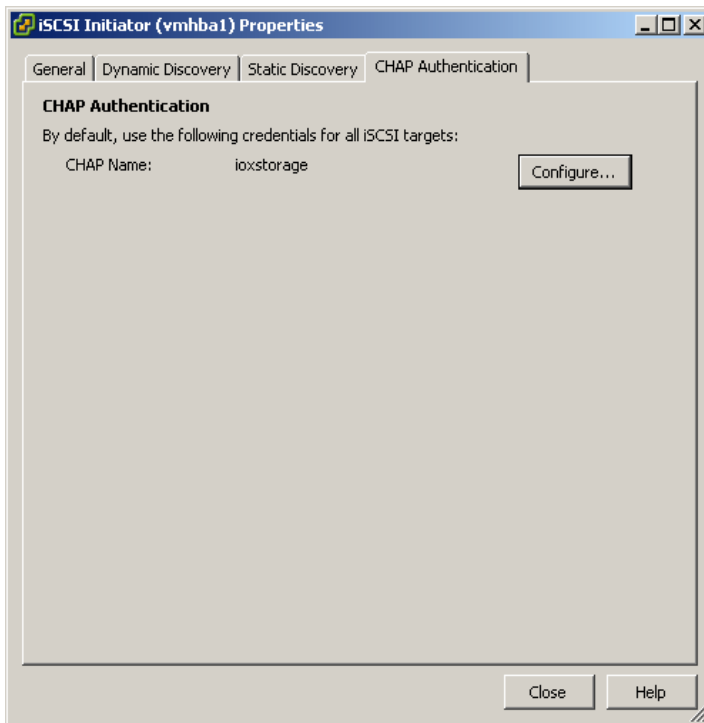 iSCSI Initiator (vmhba1) Properties
General Dynamic Discovery Static Discovery CHAP Authentication
CHAP Authentication
By default, use the following credentials for all iSCSI targets:
CHAP Name: ioxstorage Configure...
Close Help